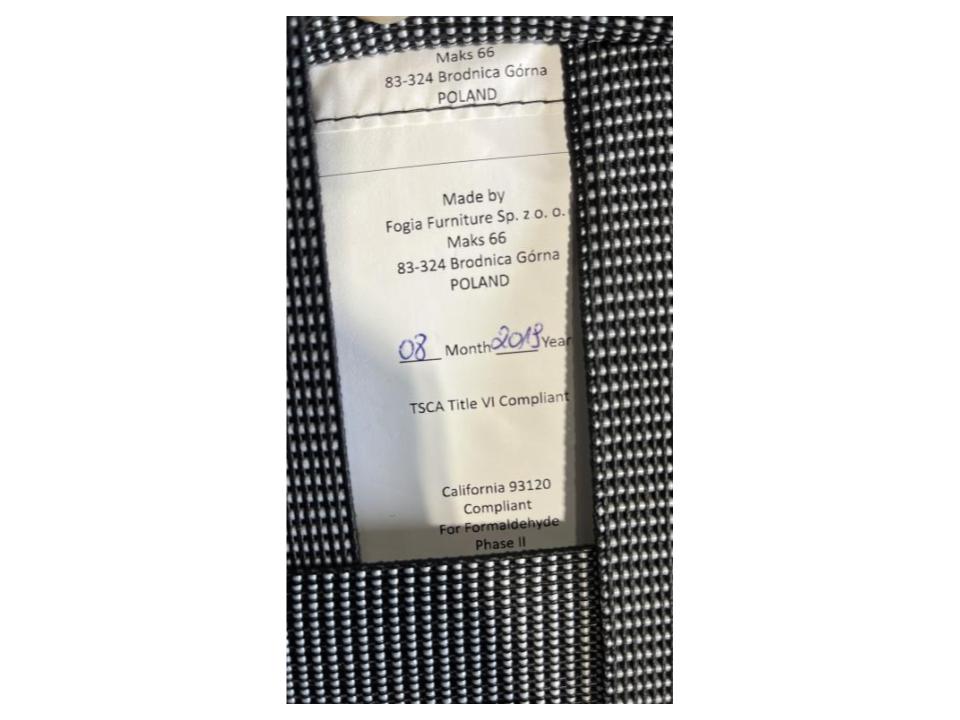 Maks 66
83-324 Brodnica Górna
POLAND
Made by
Fogia Furniture Sp. z o. o.
Maks 66
83-324 Brodnica Górna
POLAND
08 Month 2019 Year
TSCA Title VI Compliant
California 93120
Compliant
For Formaldehyde
Phase II